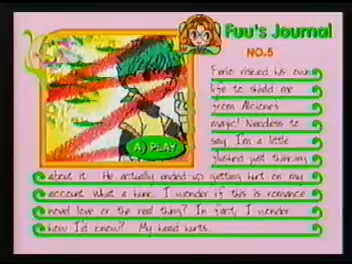 Fuu's Journal
NO.5
Ferio risked his own
life to shield me
from Alcione's
magic! Needless to
say I'm a little
flushed just thinking
A) PLAY
about it. He actually ended up getting hurt on my
account. What a hunk. I wonder if this is romance
novel love or the real thing? In fact, I wonder
how I'd know? My head hurts.